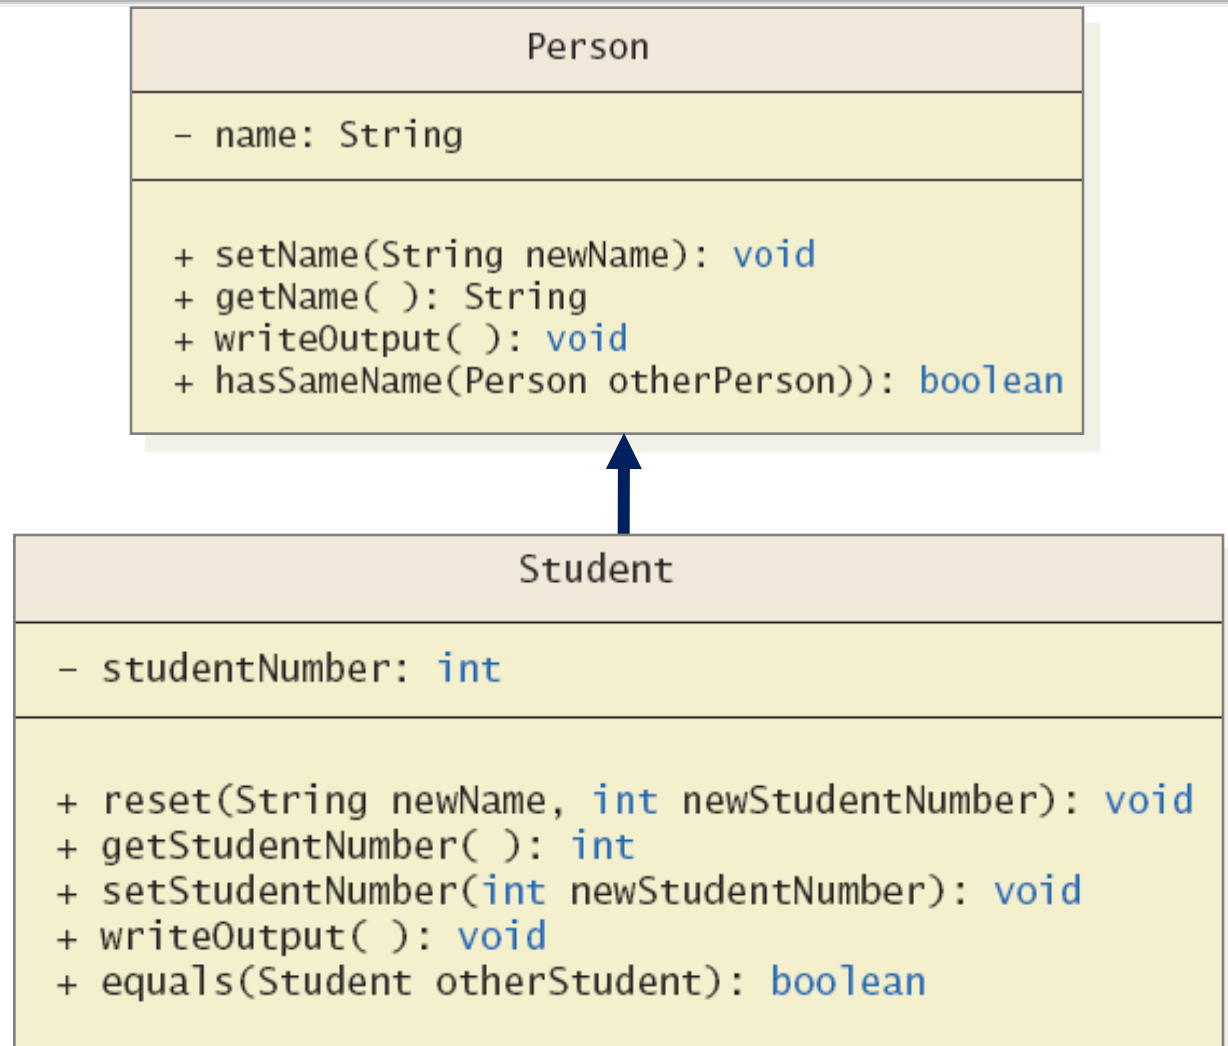 Person
– name: String
+ setName(String newName): void
+ getName( ): String
+ writeOutput( ): void
+ hasSameName(Person otherPerson)): boolean
Student
– studentNumber: int
+ reset(String newName, int newStudentNumber): void
+ getStudentNumber( ): int
+ setStudentNumber(int newStudentNumber): void
+ writeOutput( ): void
+ equals(Student otherStudent): boolean